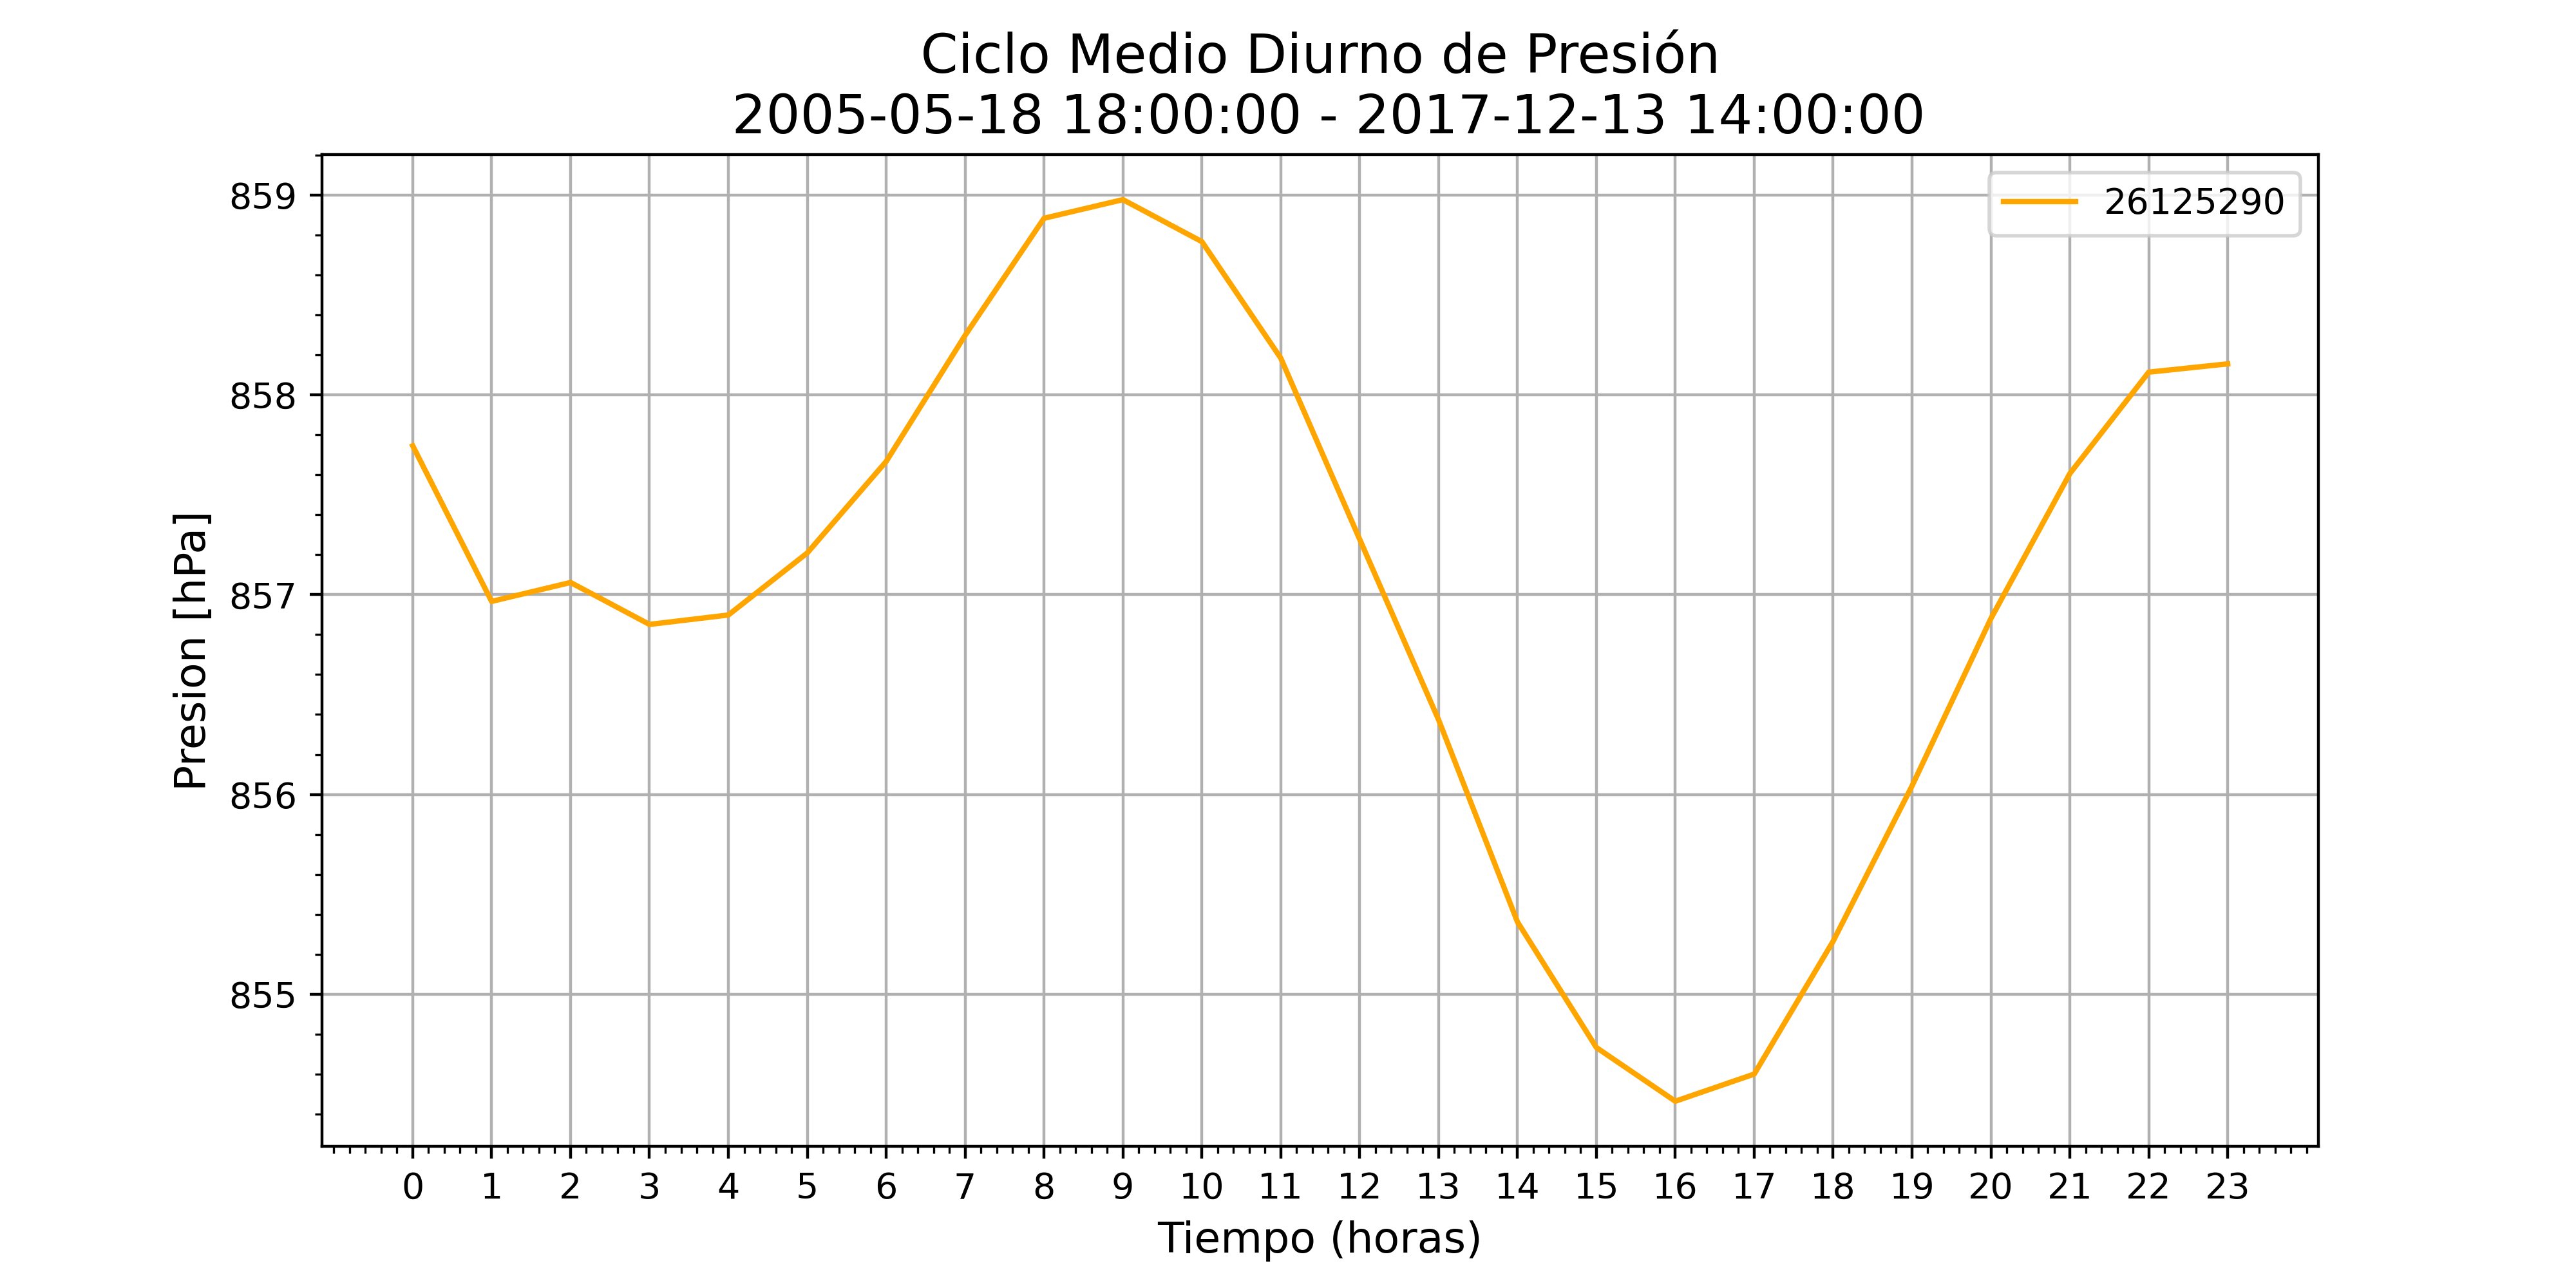 Ciclo Medio Diurno de Presión
2005-05-18 18:00:00 - 2017-12-13 14:00:00
26125290
859
858
857
856
855
Presion [hPa]
0 1 2 3 4 5 6 7 8 9 10 11 12 13 14 15 16 17 18 19 20 21 22 23
Tiempo (horas)